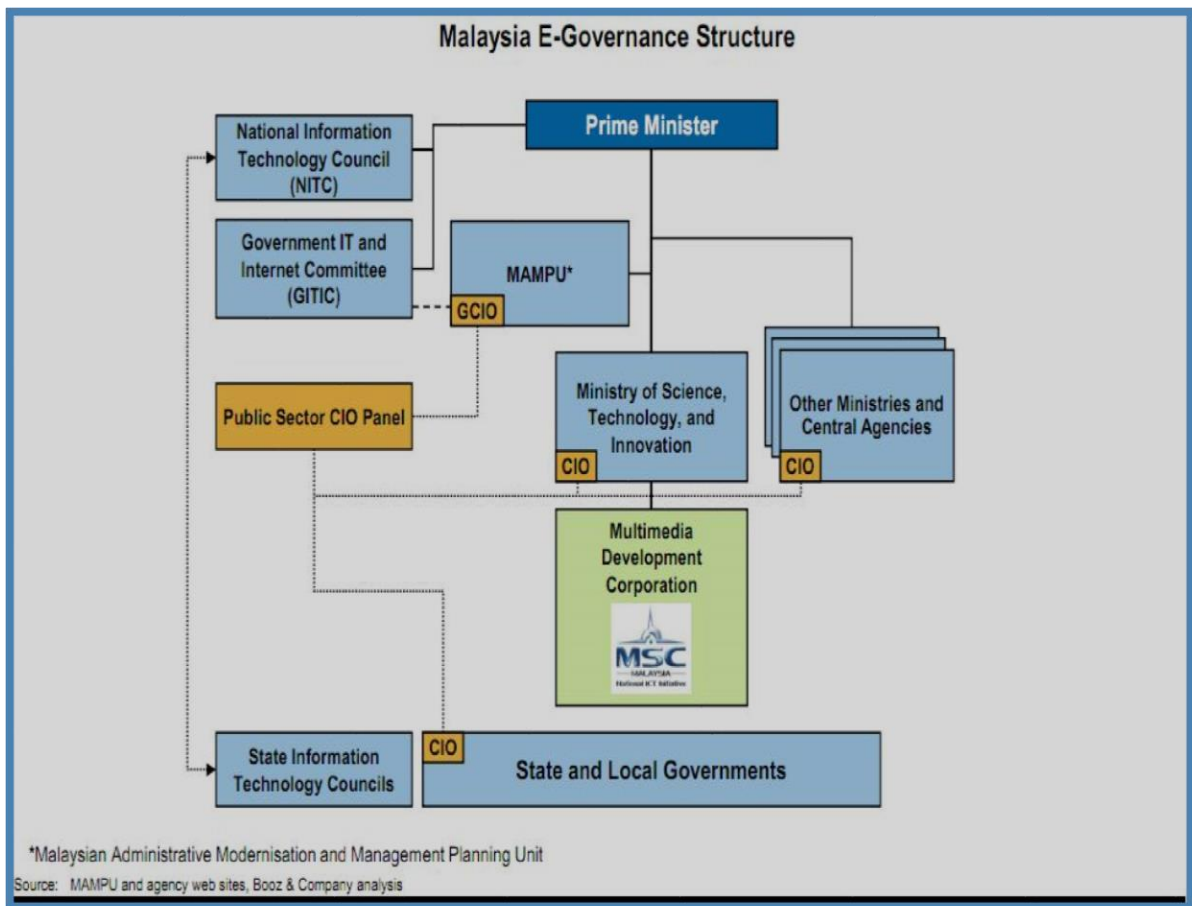 Malaysia E-Governance Structure
Prime Minister
National Information
Technology Council
(NITC)
Government IT and
Internet Committee
(GITIC)
MAMPU*
GCIO
Public Sector CIO Panel
Ministry of Science,
Technology, and
Innovation
CIO
Other Ministries and
Central Agencies
CIO
Multimedia
Development
Corporation
MSC
MALAYSIA
National ICT Initiative
State Information
Technology Councils
CIO
State and Local Governments
*Malaysian Administrative Modernisation and Management Planning Unit
Source: MAMPU and agency web sites, Booz & Company analysis